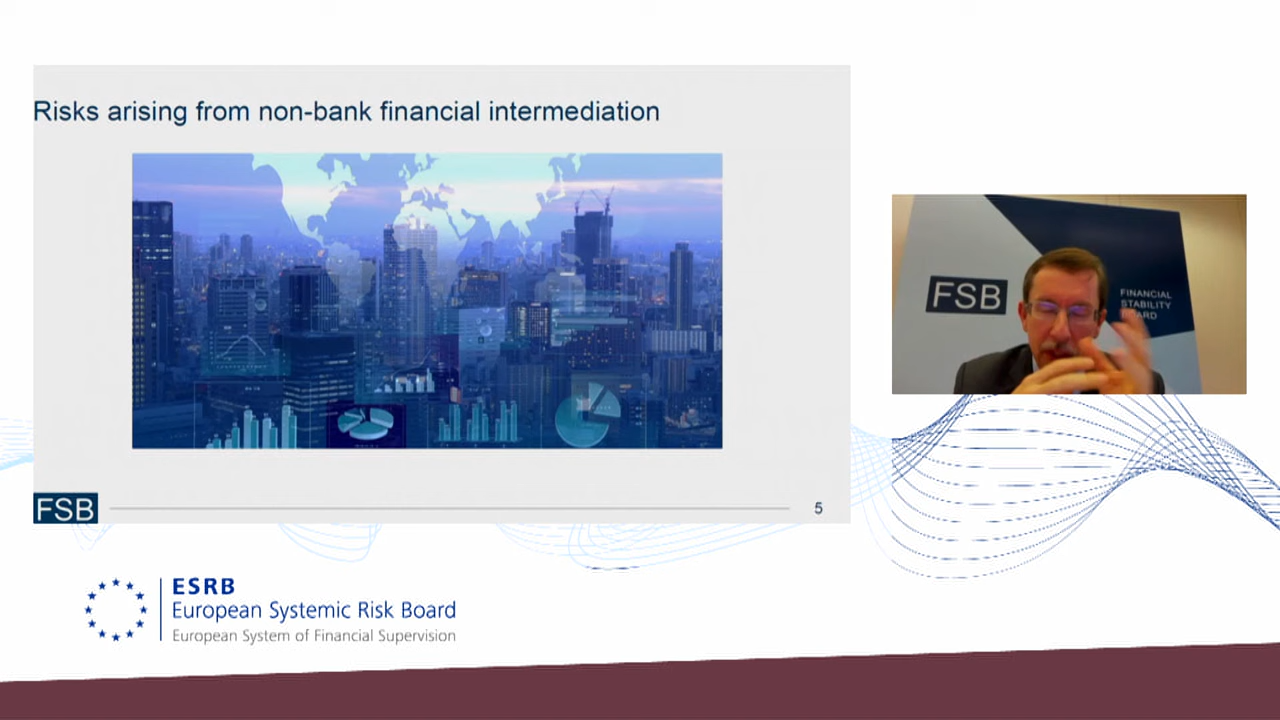 Risks arising from non-bank financial intermediation
FSB
FINANCIAL
STABILITY
FSB
5
ESRB
European Systemic Risk Board
European System of Financial Supervision